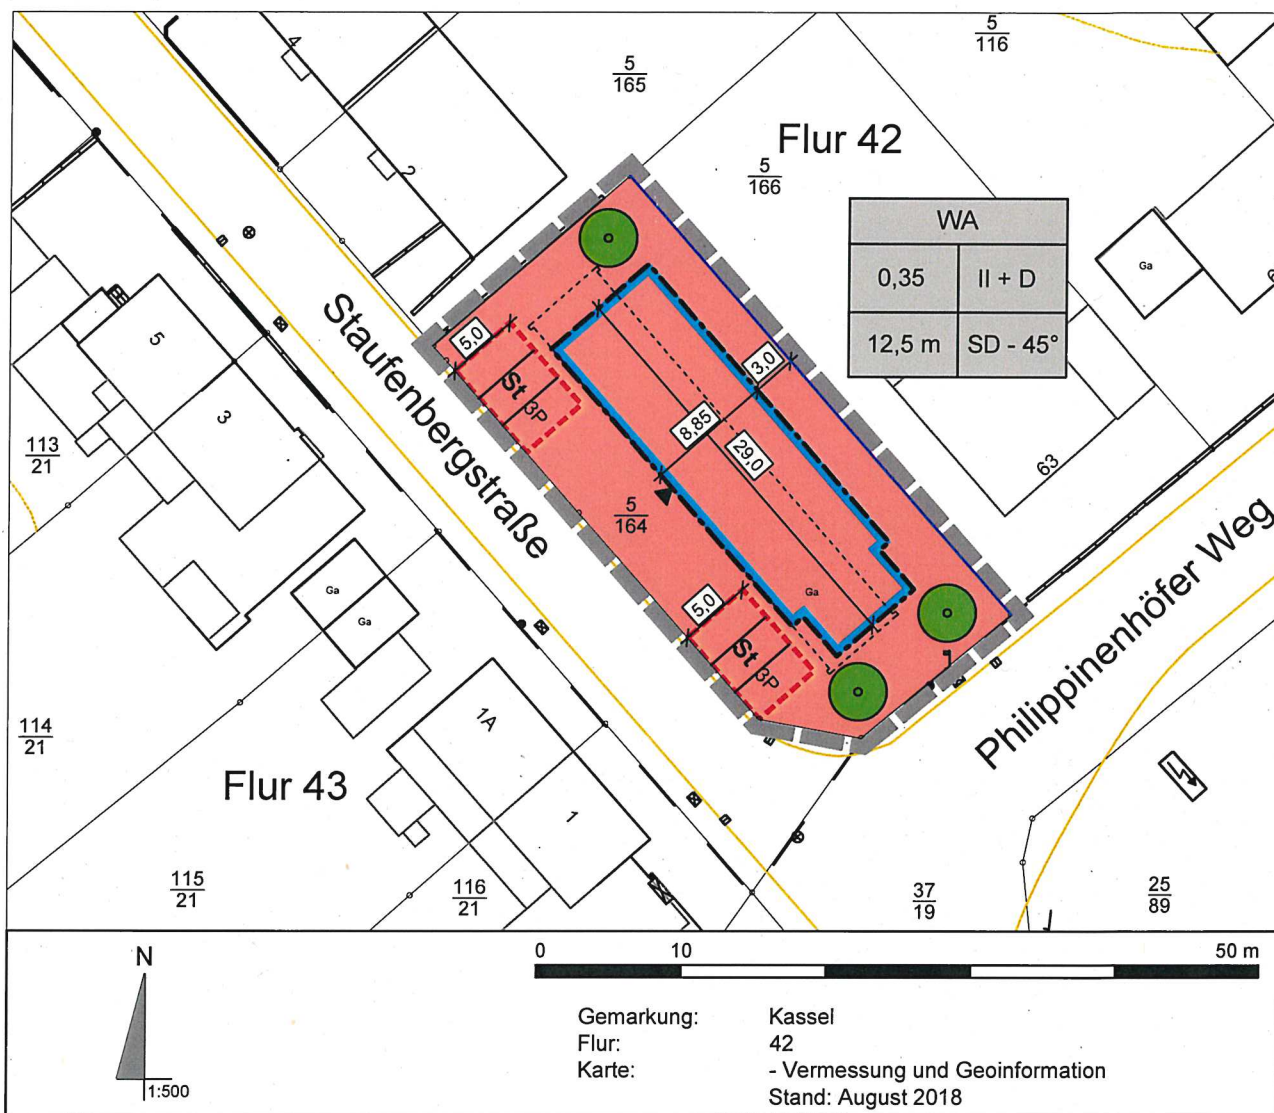 5
116
4
5
165
Flur 42
2
5
166
WA
0,35
II + D
12,5 m
SD - 45°
Ga
5
3
5,0
St
3P
3,0
8,85
29,0
Staufenbergstraße
113
21
5
164
63
Philippinenhöfer Weg
Ga
Ga
Ga
5,0
St
3P
1A
1
114
21
Flur 43
115
21
116
21
37
19
25
89
N
1:500
0
10
50 m
Gemarkung:
Kassel
Flur:
42
Karte:
- Vermessung und Geoinformation
Stand: August 2018